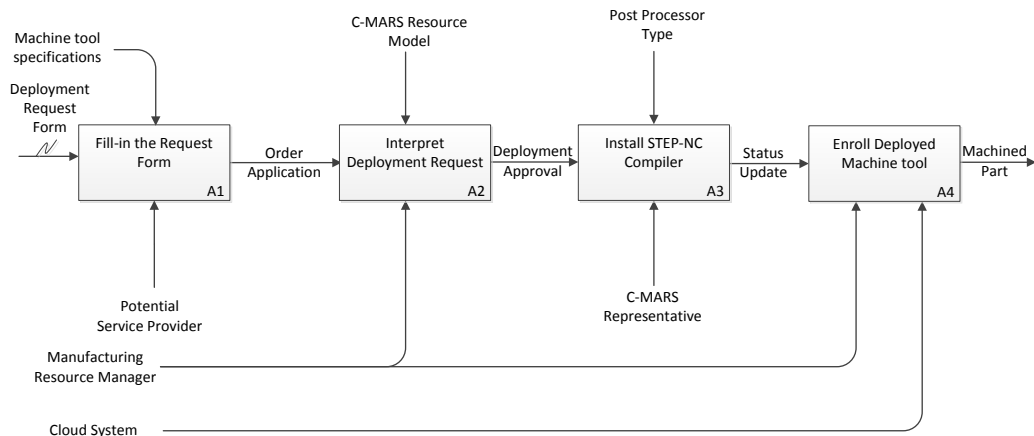 C-MARS Resource
Model
Post Processor
Type
Machine tool
specifications
Deployment
Request
Form
Fill-in the Request
Form
A1
Order
Application
Interpret
Deployment Request
A2
Deployment
Approval
Install STEP-NC
Compiler
A3
Status
Update
Enroll Deployed
Machine tool
A4
Machined
Part
Potential
Service Provider
C-MARS
Representative
Manufacturing
Resource Manager
Cloud System